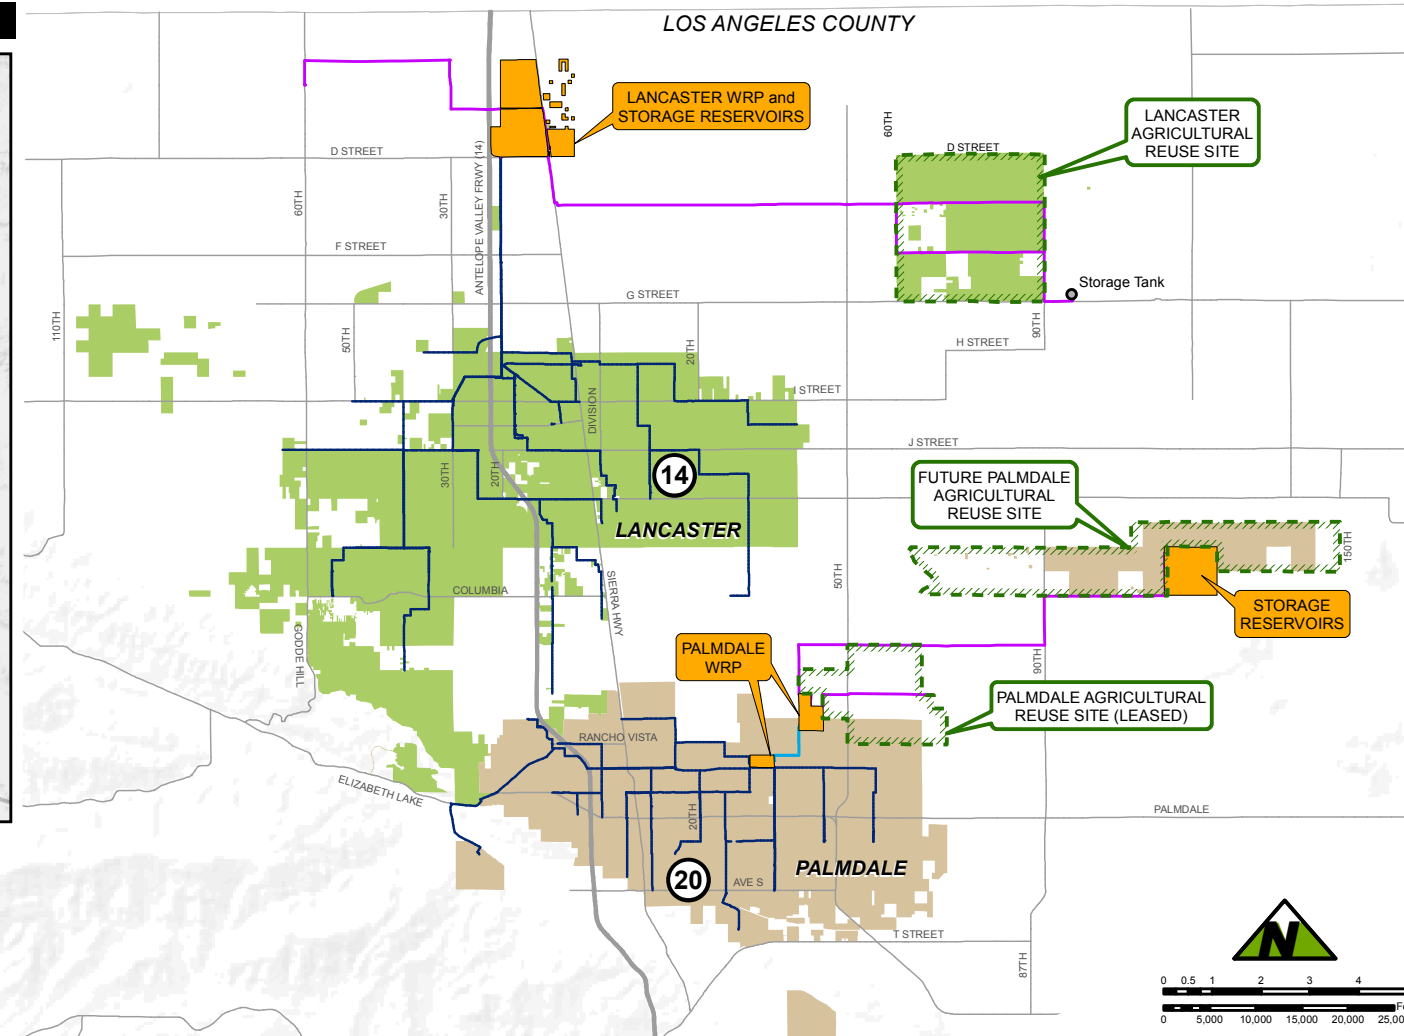 LOS ANGELES COUNTY
LANCASTER WRP and
STORAGE RESERVOIRS
LANCASTER
AGRICULTURAL
REUSE SITE
60TH
D STREET
D STREET
ANTELOPE VALLEY FRWY (14)
60TH
30TH
F STREET
Storage Tank
G STREET
110TH
50TH
20TH
90TH
H STREET
I STREET
DIVISION
J STREET
30TH
20TH
14
FUTURE PALMDALE
AGRICULTURAL
REUSE SITE
LANCASTER
150TH
50TH
COLUMBIA
SIERRA HWY
STORAGE
RESERVOIRS
GODDE HILL
PALMDALE
WRP
90TH
PALMDALE AGRICULTURAL
REUSE SITE (LEASED)
RANCHO VISTA
ELIZABETH LAKE
20TH
PALMDALE
PALMDALE
20
AVE S
T STREET
87TH
N
0 0.5 1 2 3 4
Fe
0 5,000 10,000 15,000 20,000 25,00